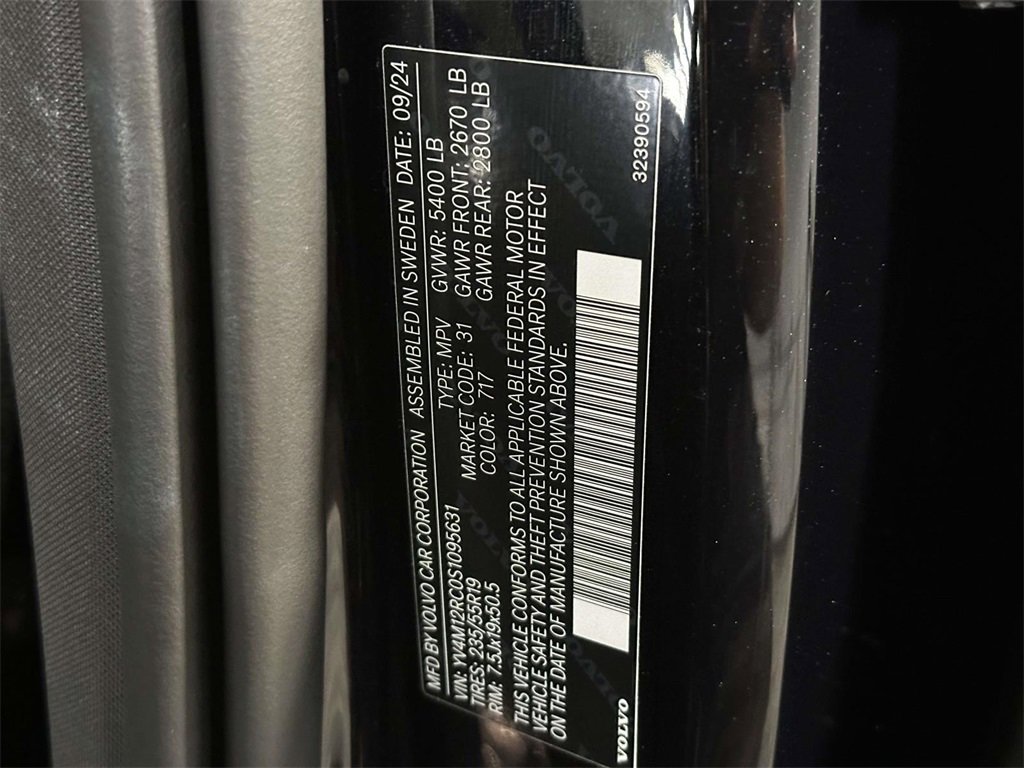 MFD BY VOLVO CAR CORPORATION ASSEMBLED IN SWEDEN DATE: 09/24
VIN: YV4M12RC0S1095631 TYPE: MPV GVWR: 5400 LB
TIRES: 235/55R19 MARKET CODE: 31 GAWR FRONT: 2670 LB
RIM: 7.5Jx19x50.5 COLOR: 717 GAWR REAR: 2800 LB
THIS VEHICLE CONFORMS TO ALL APPLICABLE FEDERAL MOTOR
VEHICLE SAFETY AND THEFT PREVENTION STANDARDS IN EFFECT
ON THE DATE OF MANUFACTURE SHOWN ABOVE.
VOLVO
32390594